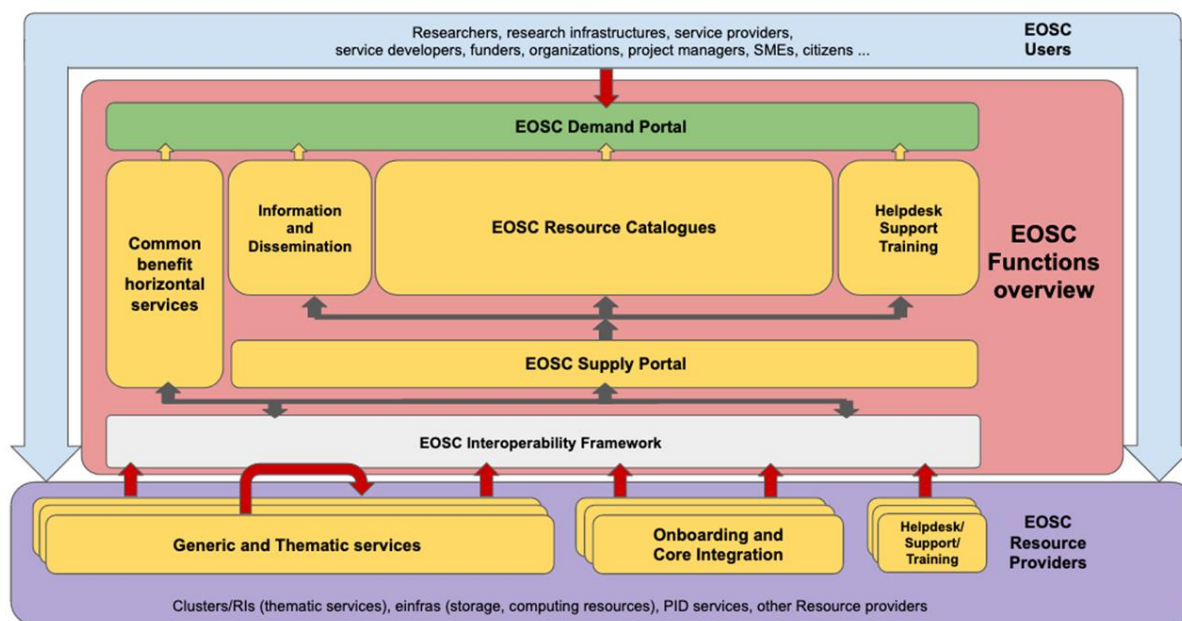 Researchers, research infrastructures, service providers,
service developers, funders, organizations, project managers, SMEs, citizens ...
EOSC
Users
EOSC Demand Portal
Common
benefit
horizontal
services
Information
and
Dissemination
EOSC Resource Catalogues
Helpdesk
Support
Training
EOSC
Functions
overview
EOSC Supply Portal
EOSC Interoperability Framework
Generic and Thematic services
Onboarding and
Core Integration
Helpdesk/
Support/
Training
EOSC
Resource
Providers
Clusters/RIs (thematic services), einfras (storage, computing resources), PID services, other Resource providers